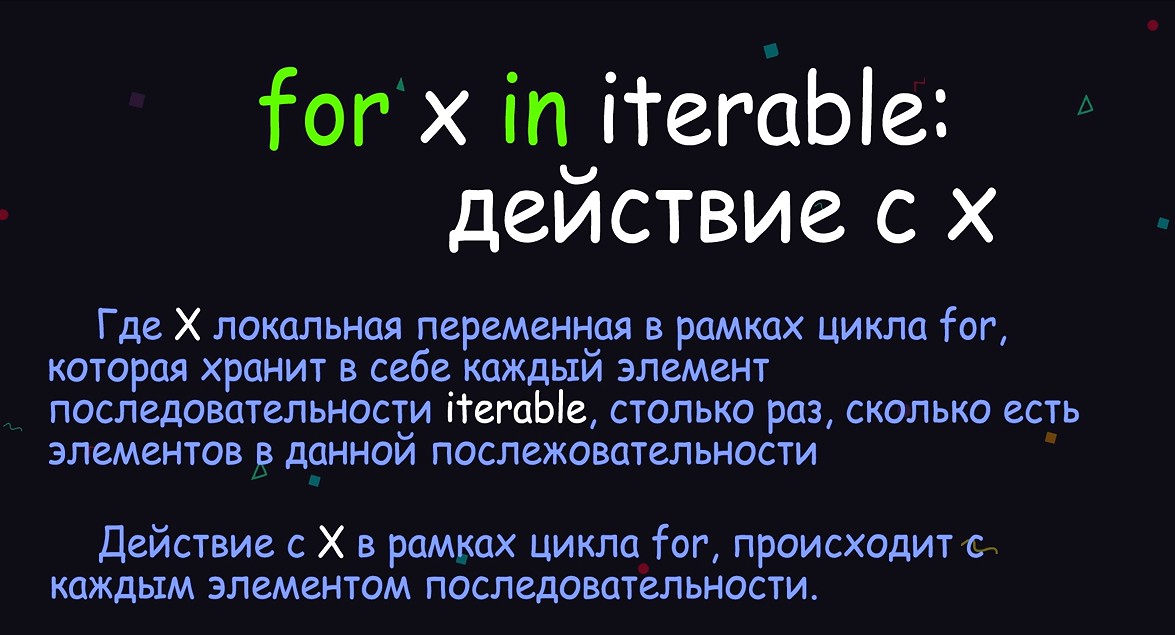 for x in iterable:
действие с x
Где X локальная переменная в рамках цикла for,
которая хранит в себе каждый элемент
последовательности iterable, столько раз, сколько есть
элементов в данной послежовательности
Действие с X в рамках цикла for, происходит с
каждым элементом последовательности.